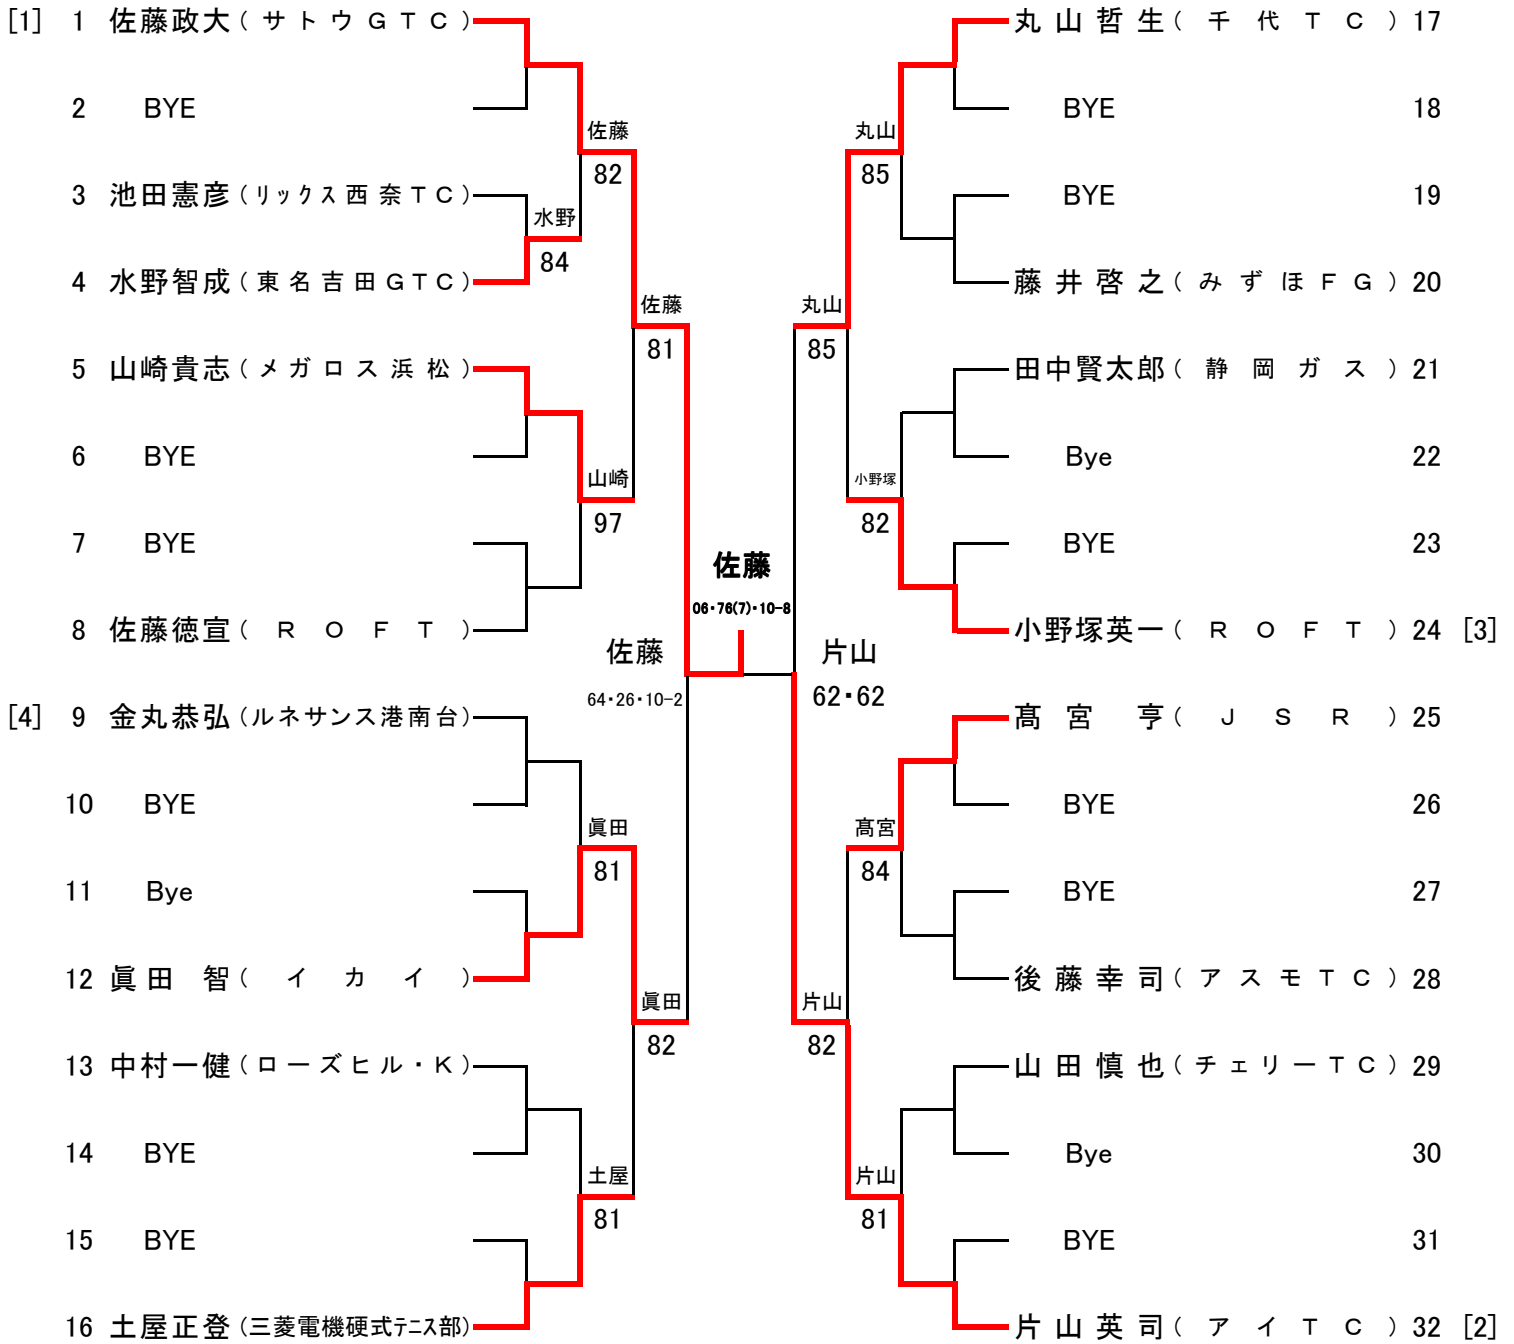 [1] 1 佐藤政大(サトウGTC)
2 BYE
佐藤
82
3 池田憲彦(リックス西奈TC)
水野
84
4 水野智成(東名吉田GTC)
佐藤
81
5 山崎貴志(メガロス浜松)
6 BYE
山崎
97
7 BYE
8 佐藤徳宣(ROFT)
佐藤
64・26・10-2
[4] 9 金丸恭弘(ルネサンス港南台)
10 BYE
眞田
81
11 Bye
12 眞田 智(イカイ)
眞田
82
13 中村一健(ローズヒル・K)
14 BYE
土屋
81
15 BYE
16 土屋正登(三菱電機硬式テニス部)
佐藤
06・76(7)・10-8
丸山哲生(千代TC) 17
BYE 18
丸山
85
BYE 19
藤井啓之(みずほFG) 20
丸山
85
田中賢太郎(静岡ガス) 21
Bye 22
小野塚
82
BYE 23
小野塚英一(ROFT) 24 [3]
片山
62・62
髙宮 亨(JSR) 25
BYE 26
髙宮
84
BYE 27
後藤幸司(アスモTC) 28
片山
82
山田慎也(チェリーTC) 29
Bye 30
片山
81
BYE 31
片山英司(アイTC) 32 [2]